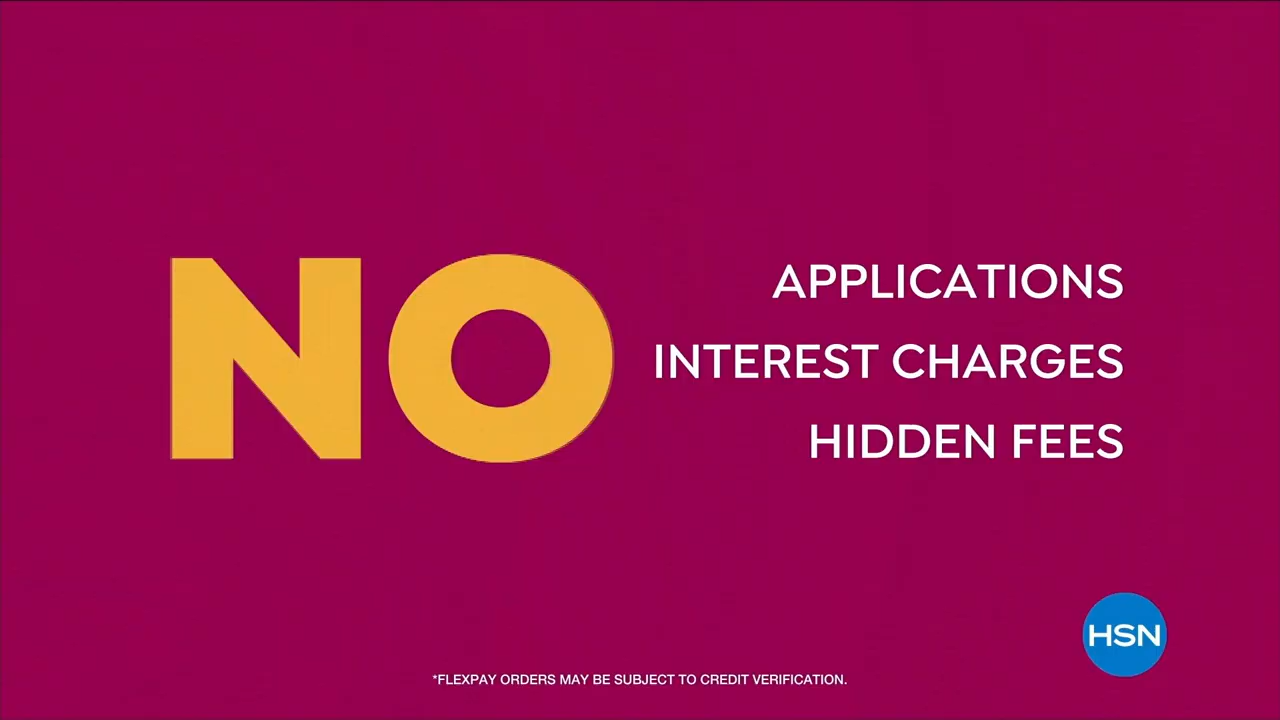 NO
APPLICATIONS
INTEREST CHARGES
HIDDEN FEES
HSN
*FLEXPAY ORDERS MAY BE SUBJECT TO CREDIT VERIFICATION.